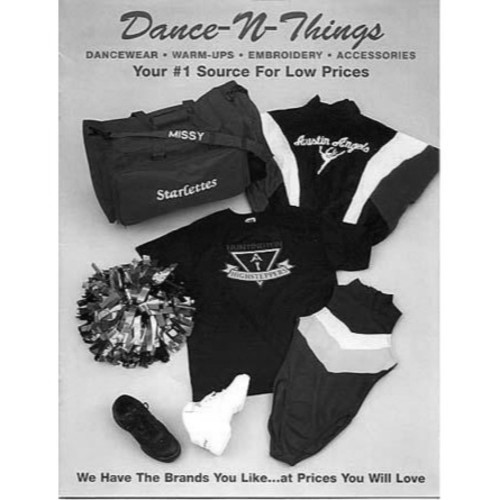 Dance-N-Things
DANCEWEAR • WARM-UPS • EMBROIDERY • ACCESSORIES
Your #1 Source For Low Prices
MISSY
Starlettes
Austin Angels
HIGHSTEPPERS
We Have The Brands You Like...at Prices You Will Love